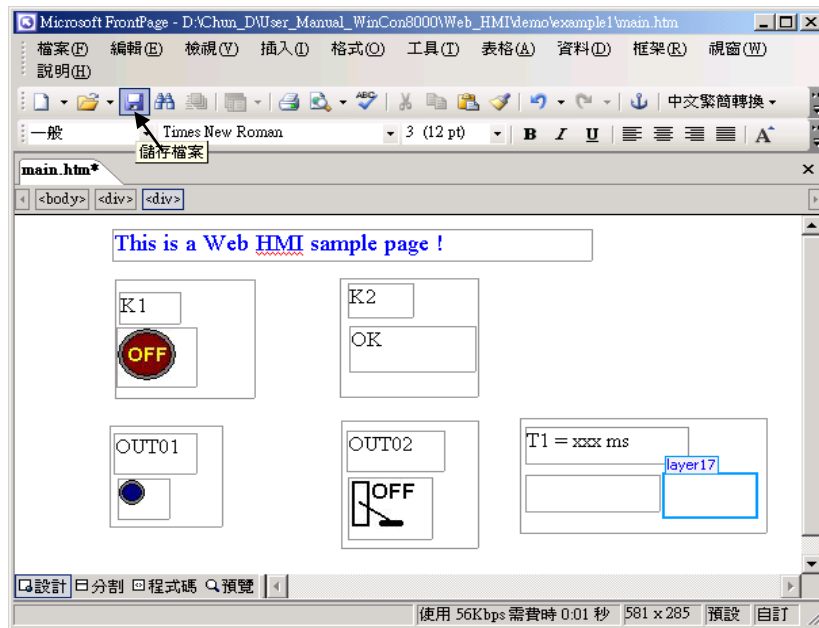 Microsoft FrontPage - D:\Chun_D\User_Manual_WinCon8000\Web_HMI\demo\example1\main.htm
檔案(F) 編輯(E) 檢視(V) 插入(I) 格式(O) 工具(T) 表格(A) 資料(D) 框架(R) 視窗(W)
說明(H)
ABC 中文繁簡轉換
一般 Times New Roman 3 (12 pt) B I U A
儲存檔案
main.htm*
<body> <div> <div>
This is a Web HMI sample page !
K1 K2
OFF OK
OUT01 OUT02 T1 = xxx ms
layer17
OFF
設計 分割 程式碼 預覽
使用 56Kbps 需費時 0:01 秒 581 x 285 預設 自訂